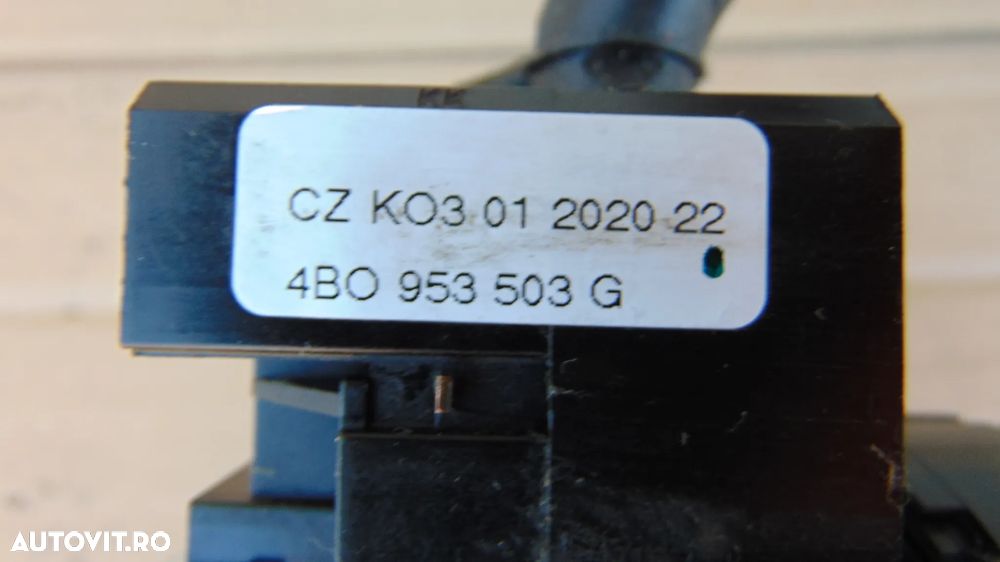 CZ KO3 01 2020 22
4BO 953 503 G
AUTOVIT.RO